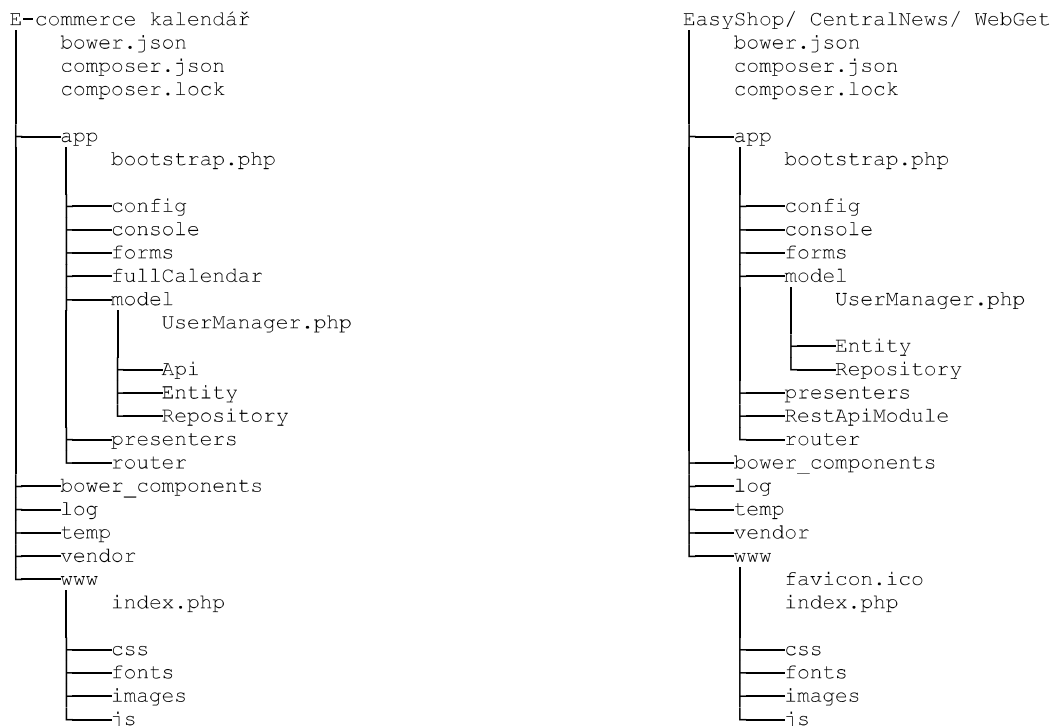 E-commerce kalendář
bower.json
composer.json
composer.lock
app
bootstrap.php
config
console
forms
fullCalendar
model
UserManager.php
Api
Entity
Repository
presenters
router
bower_components
log
temp
vendor
www
index.php
css
fonts
images
js
EasyShop/ CentralNews/ WebGet
bower.json
composer.json
composer.lock
app
bootstrap.php
config
console
forms
model
UserManager.php
Entity
Repository
presenters
RestApiModule
router
bower_components
log
temp
vendor
www
favicon.ico
index.php
css
fonts
images
js